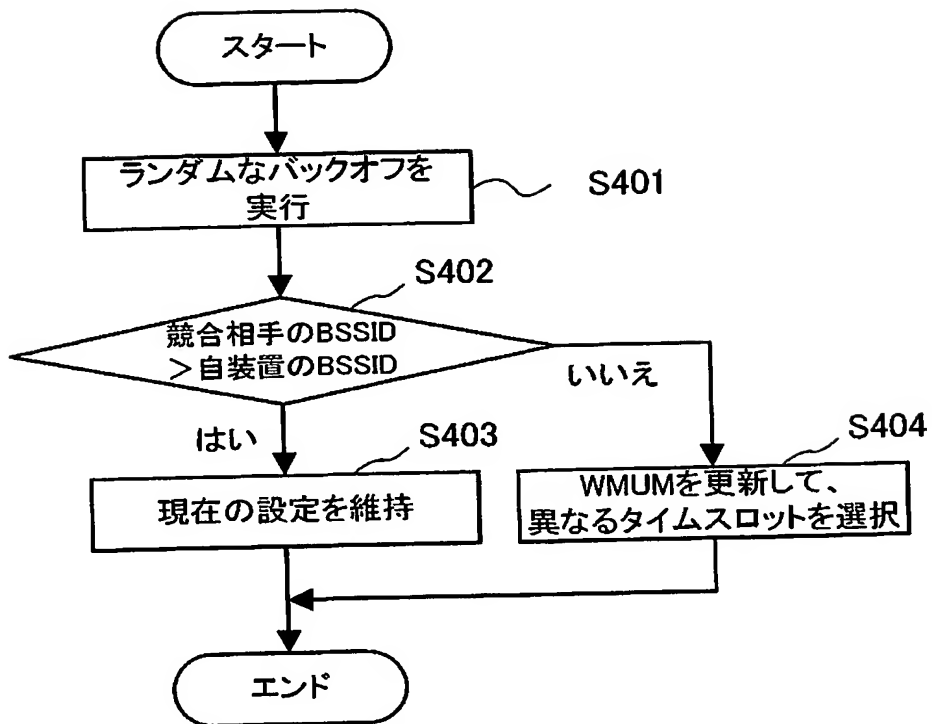 スタート
ランダムなバックオフを
実行
S401
S402
競合相手のBSSID
>自装置のBSSID
いいえ
はい
S403
S404
現在の設定を維持
WMUMを更新して、
異なるタイムスロットを選択
エンド